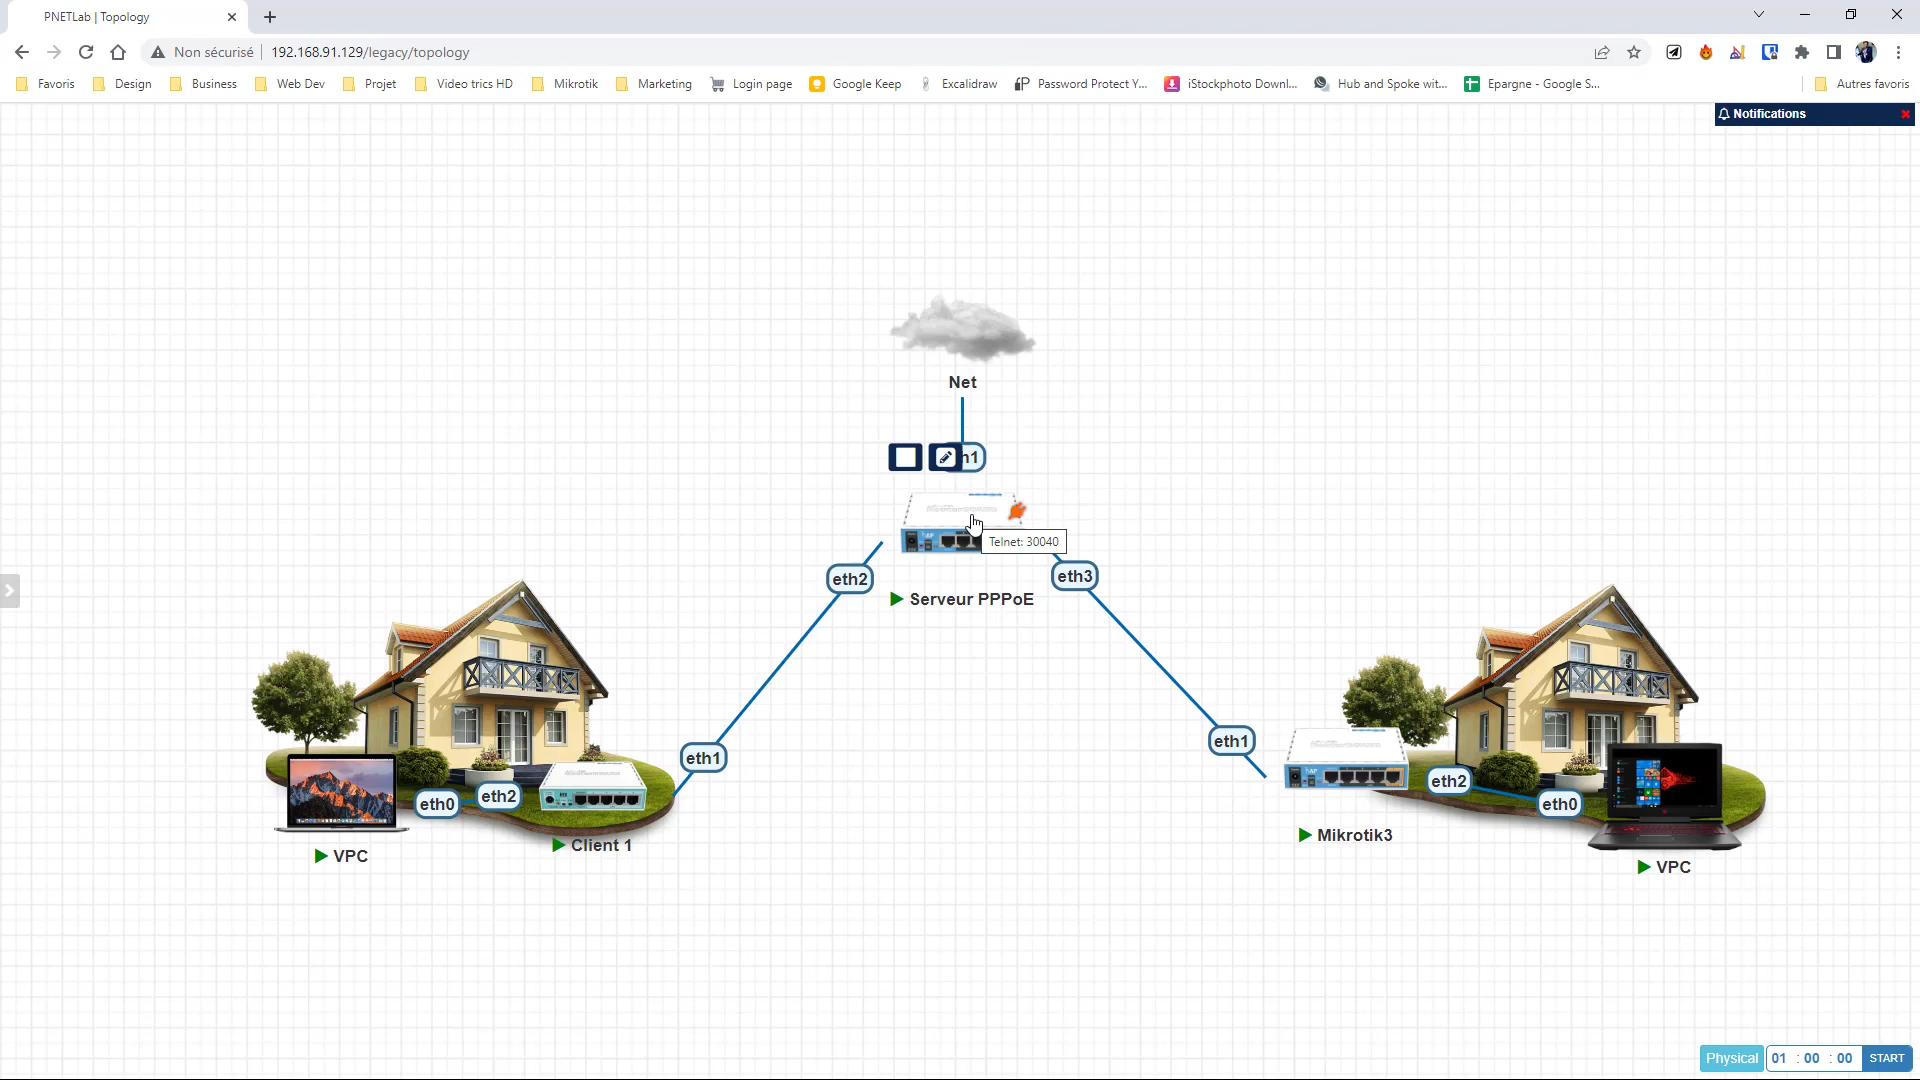 PNETLab | Topology
Non sécurisé
192.168.91.129/legacy/topology
Favoris
Design
Business
Web Dev
Projet
Video trics HD
Mikrotik
Marketing
Login page
Google Keep
Excalidraw
Password Protect Y...
iStockphoto Downl...
Hub and Spoke wit...
Epargne - Google S...
Autres favoris
Notifications
Net
h1
Telnet: 30040
eth2
eth3
Serveur PPPoE
eth1
eth1
eth0
eth2
eth2
eth0
Client 1
VPC
Mikrotik3
VPC
Physical
01 : 00 : 00
START